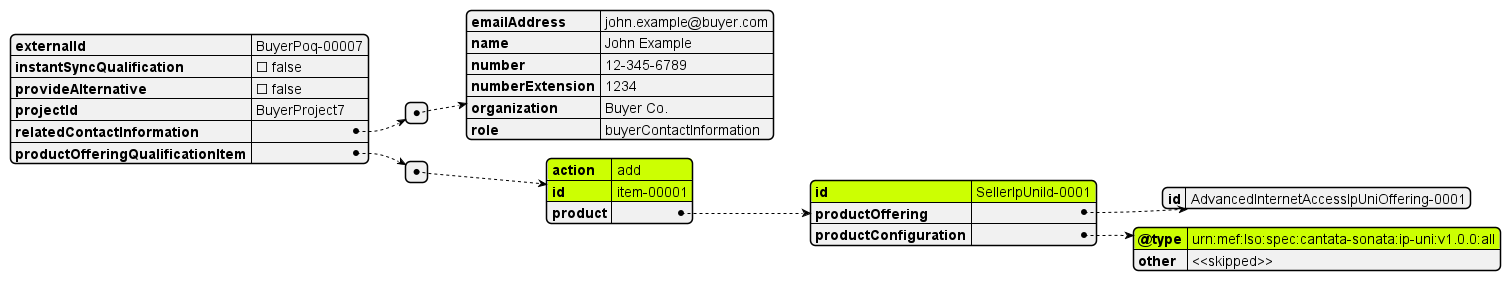 externalId BuyerPoq-00007
instantSyncQualification ☐ false
provideAlternative ☐ false
projectId BuyerProject7
relatedContactInformation
productOfferingQualificationItem
emailAddress john.example@buyer.com
name John Example
number 12-345-6789
numberExtension 1234
organization Buyer Co.
role buyerContactInformation
action add
id item-00001
product
id SellerIpUniId-0001
productOffering
productConfiguration
id AdvancedInternetAccessIpUniOffering-0001
@type urn:mef:lso:spec:cantata-sonata:ip-uni:v1.0.0:all
other <<skipped>>